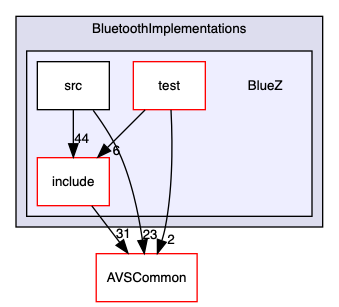 BluetoothImplementations
src
test
BlueZ
44
6
include
31
23
2
AVSCommon